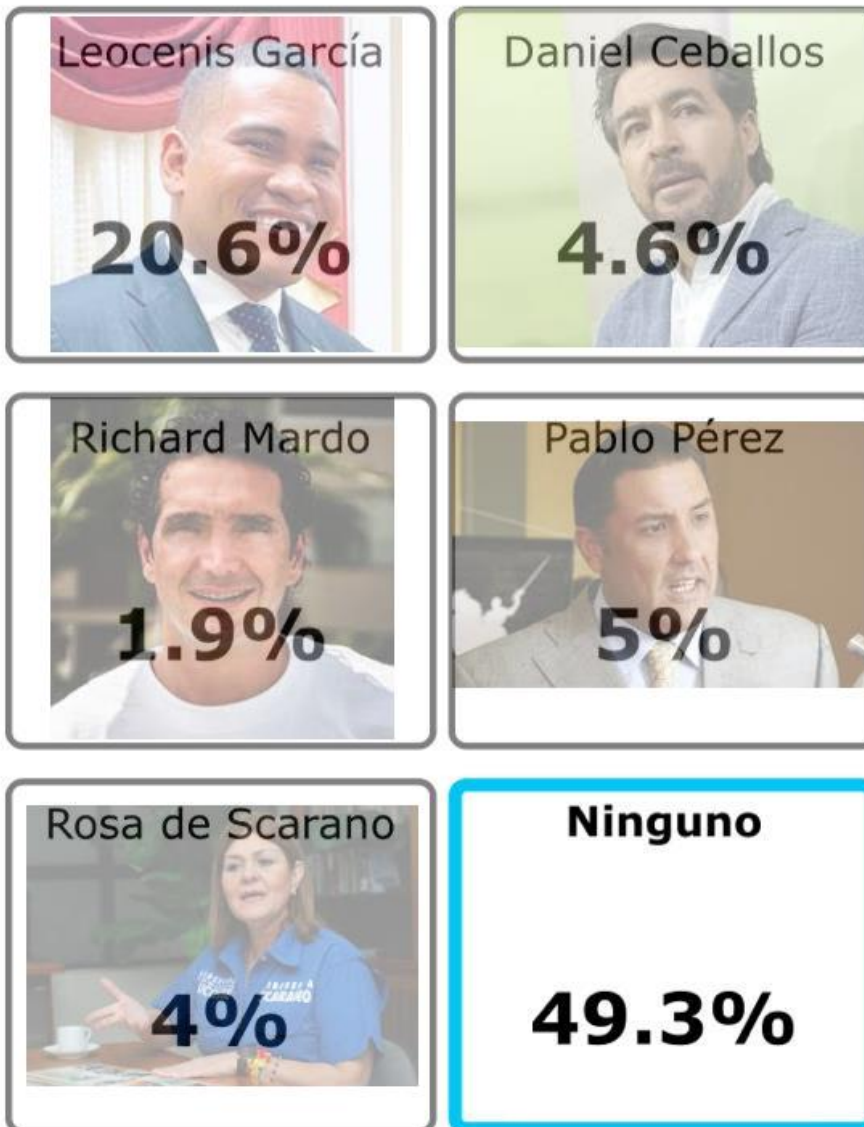 Leocenis García
20.6%
Daniel Ceballos
4.6%
Richard Mardo
1.9%
Pablo Pérez
5%
Rosa de Scarano
SCARANO
4%
Ninguno
49.3%